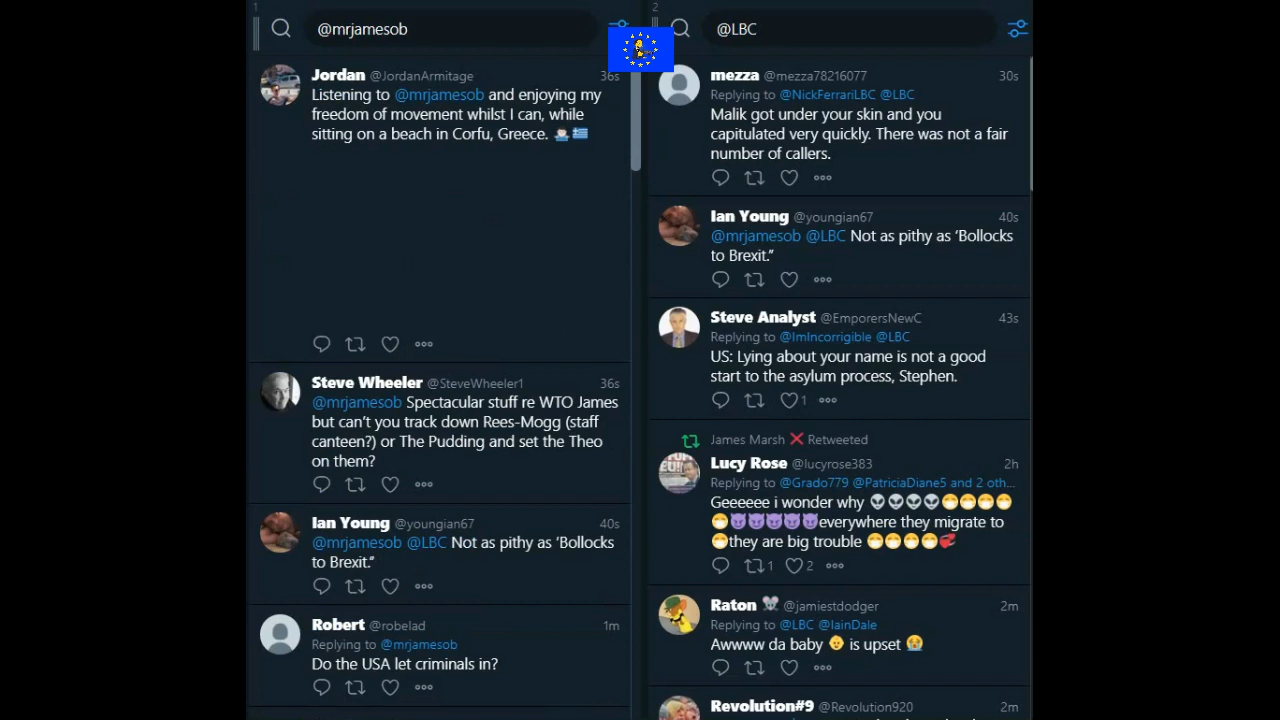 1
@mrjamesob
Jordan @JordanArmitage 36s
Listening to @mrjamesob and enjoying my
freedom of movement whilst I can, while
sitting on a beach in Corfu, Greece.
Steve Wheeler @SteveWheeler1 36s
@mrjamesob Spectacular stuff re WTO James
but can't you track down Rees-Mogg (staff
canteen?) or The Pudding and set the Theo
on them?
Ian Young @youngian67 40s
@mrjamesob @LBC Not as pithy as ‘Bollocks
to Brexit.”
Robert @robelad 1m
Replying to @mrjamesob
Do the USA let criminals in?
2
@LBC
mezza @mezza78216077 30s
Replying to @NickFerrariLBC @LBC
Malik got under your skin and you
capitulated very quickly. There was not a fair
number of callers.
Ian Young @youngian67 40s
@mrjamesob @LBC Not as pithy as ‘Bollocks
to Brexit.”
Steve Analyst @EmporersNewC 43s
Replying to @ImIncorrigible @LBC
US: Lying about your name is not a good
start to the asylum process, Stephen.
1
James Marsh ❌ Retweeted
Lucy Rose @lucyrose383 2h
Replying to @Grado779 @PatriciaDiane5 and 2 oth...
Geeeeee i wonder why 👽👽👽👽😷😷😷😷
😷😈😈😈😈😈everywhere they migrate to
😷they are big trouble 😷😷😷😷💞
1 2
Raton 🐭 @jamiestdodger 2m
Replying to @LBC @IainDale
Awwww da baby 👶 is upset 😭
Revolution#9 @Revolution920 2m